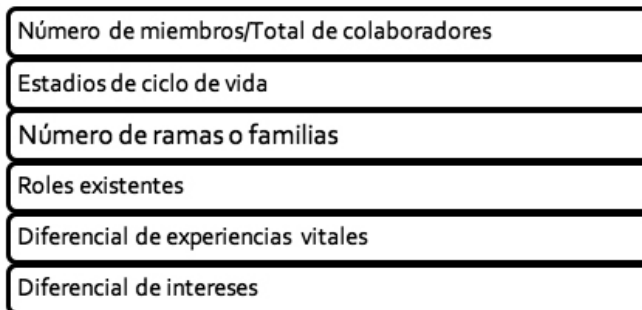 Número de miembros/Total de colaboradores
Estadios de ciclo de vida
Número de ramas o familias
Roles existentes
Diferencial de experiencias vitales
Diferencial de intereses